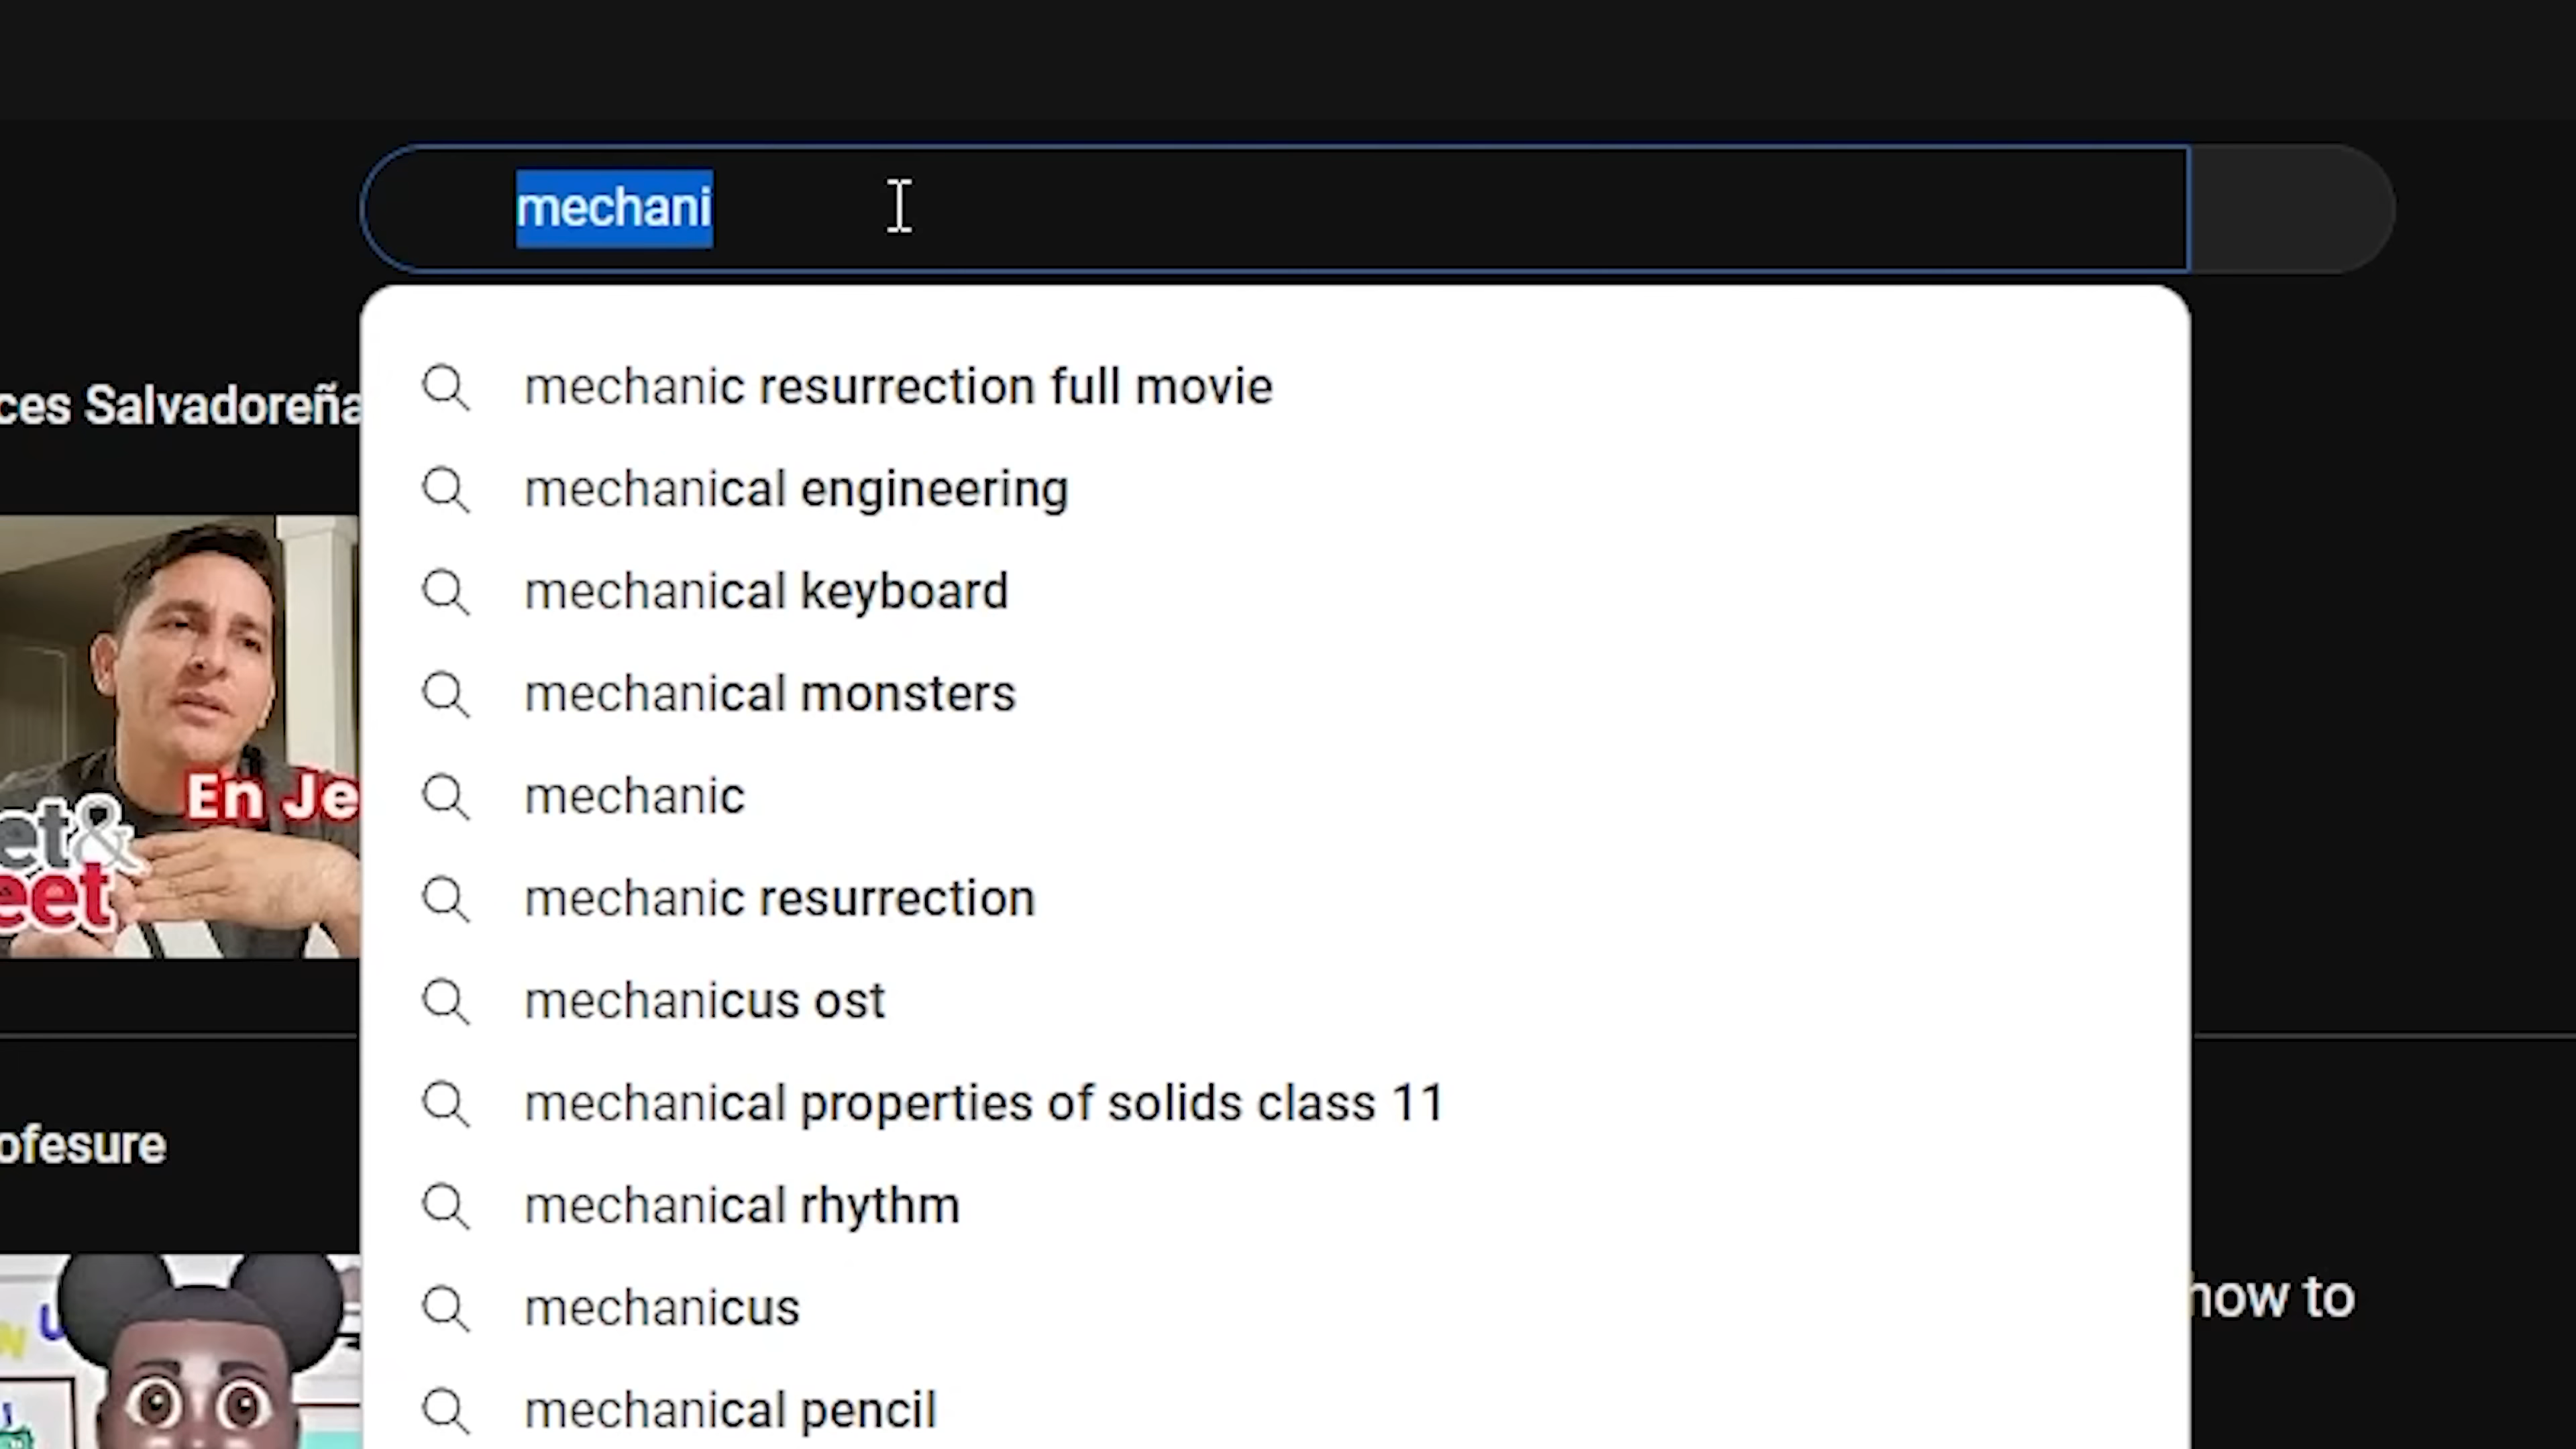 mechani
mechanic resurrection full movie
mechanical engineering
mechanical keyboard
mechanical monsters
mechanic
mechanic resurrection
mechanicus ost
mechanical properties of solids class 11
mechanical rhythm
mechanicus
mechanical pencil
ces Salvadoreña
En Je
et&
eet
ofesure
how to